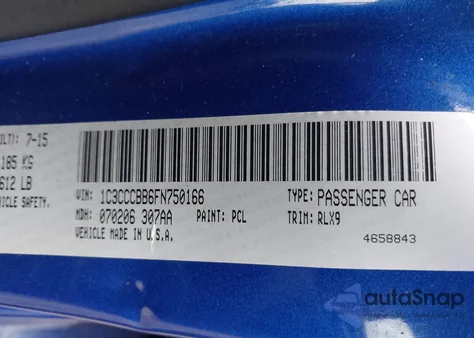 ILT): 7-15
185 KG
612 LB
HICLE SAFETY.
VIN: 1C3CCCBB6FN750166 TYPE: PASSENGER CAR
MDH: 070206 307AA PAINT: PCL TRIM: RLX9
VEHICLE MADE IN U.S.A. 4658843
autoSnap